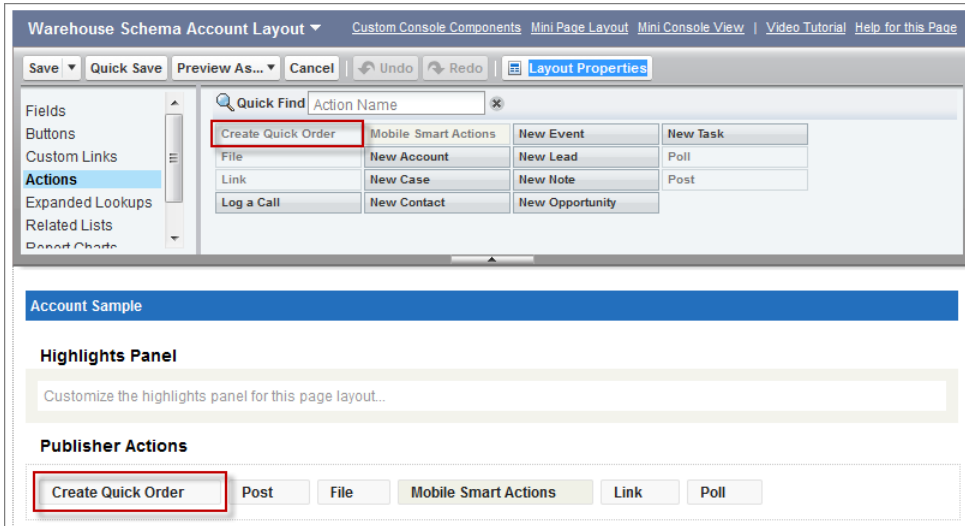 Warehouse Schema Account Layout ▼ Custom Console Components Mini Page Layout Mini Console View | Video Tutorial Help for this Page
Save ▼ Quick Save Preview As... ▼ Cancel Undo Redo Layout Properties
Quick Find Action Name
Fields
Buttons
Custom Links
Actions
Expanded Lookups
Related Lists
Report Charts
Create Quick Order Mobile Smart Actions New Event New Task
File New Account New Lead Poll
Link New Case New Note Post
Log a Call New Contact New Opportunity
Account Sample
Highlights Panel
Customize the highlights panel for this page layout...
Publisher Actions
Create Quick Order Post File Mobile Smart Actions Link Poll